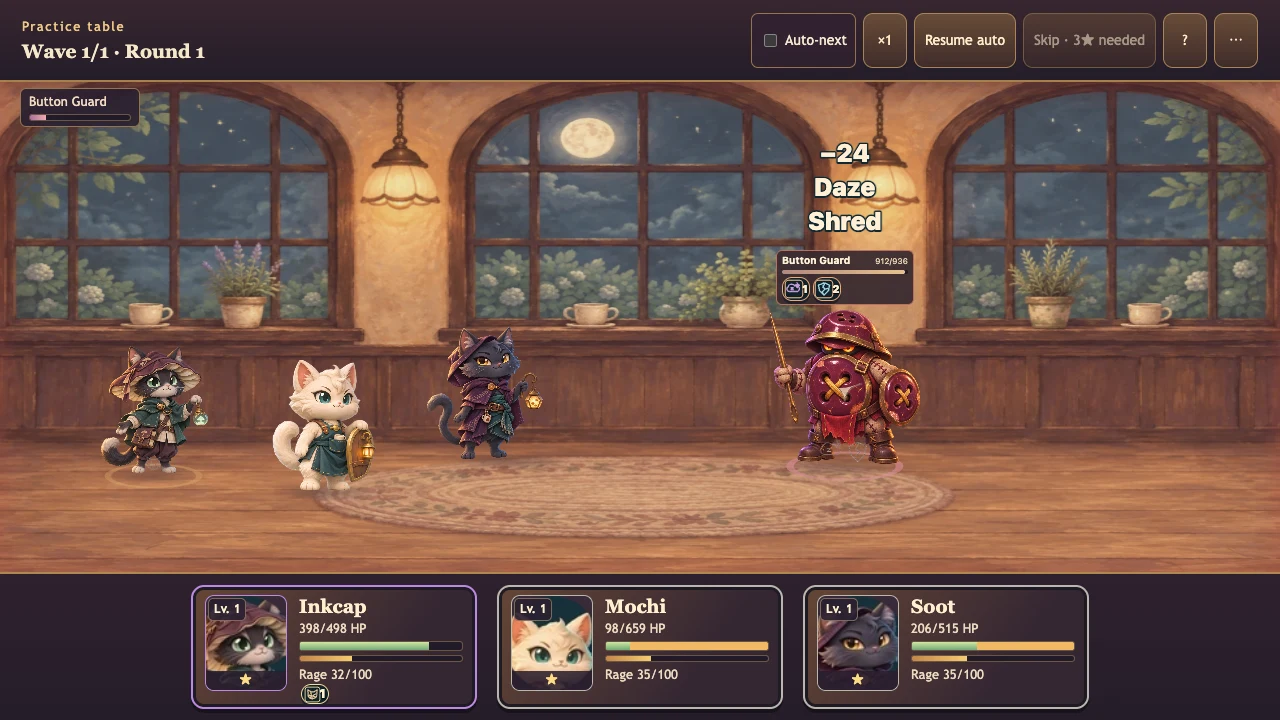 Practice table
Wave 1/1 · Round 1
Auto-next
×1
Resume auto
Skip · 3★ needed
?
···
Button Guard
−24
Daze
Shred
Button Guard 912/936
1 2
Lv. 1
Inkcap
398/498 HP
Rage 32/100
1
Lv. 1
Mochi
98/659 HP
Rage 35/100
Lv. 1
Soot
206/515 HP
Rage 35/100